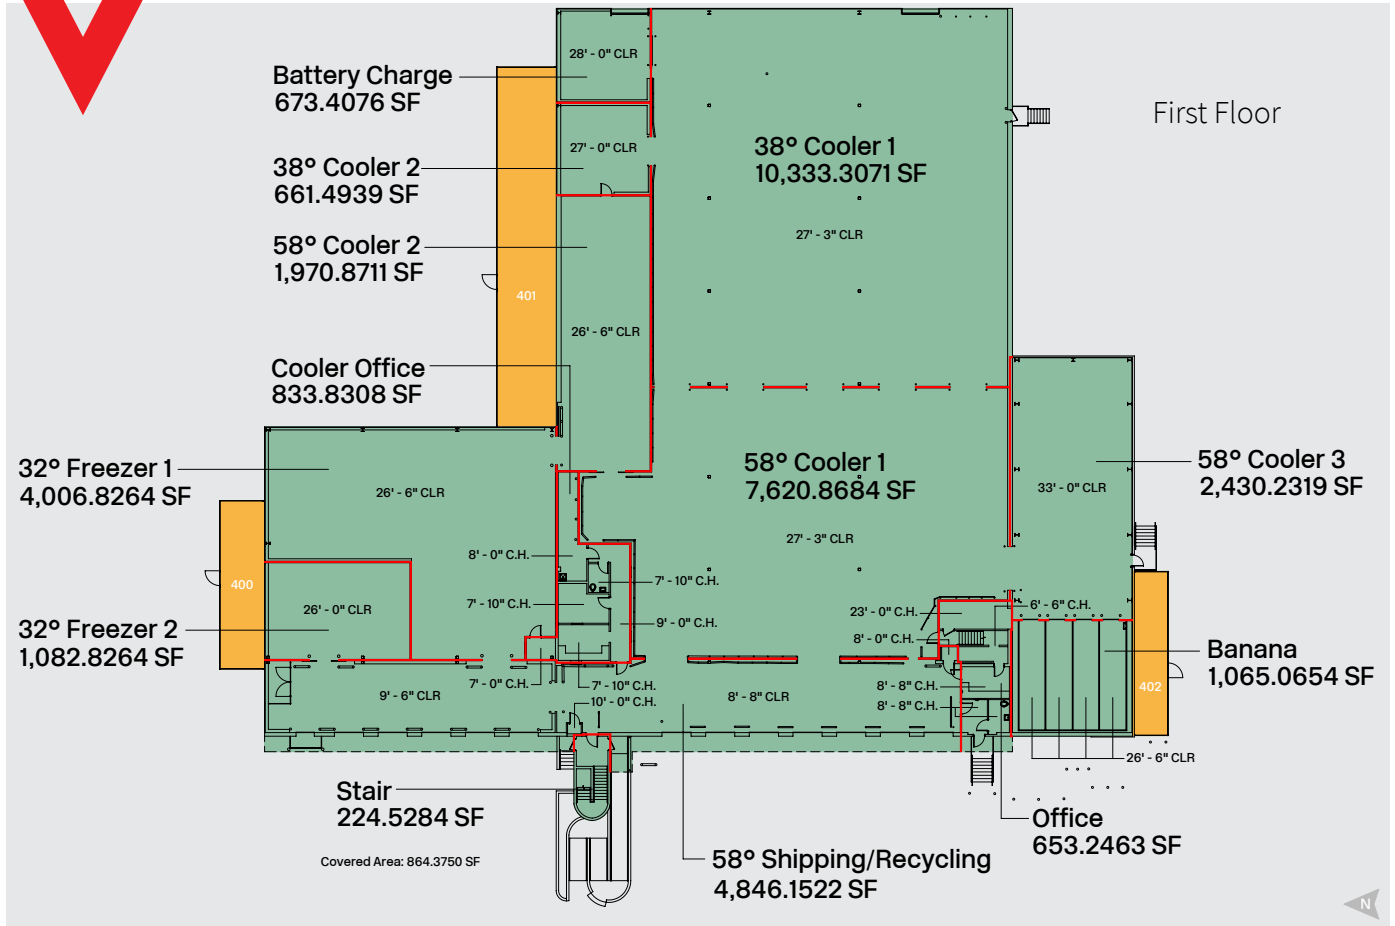 First Floor
Battery Charge
673.4076 SF
28' - 0" CLR
38° Cooler 2
661.4939 SF
27' - 0" CLR
38° Cooler 1
10,333.3071 SF
27' - 3" CLR
58° Cooler 2
1,970.8711 SF
401
26' - 6" CLR
Cooler Office
833.8308 SF
32° Freezer 1
4,006.8264 SF
26' - 6" CLR
58° Cooler 1
7,620.8684 SF
27' - 3" CLR
58° Cooler 3
2,430.2319 SF
33' - 0" CLR
8' - 0" C.H.
7' - 10" C.H.
400
26' - 0" CLR
7' - 10" C.H.
9' - 0" C.H.
23' - 0" C.H.
6' - 6" C.H.
8' - 0" C.H.
32° Freezer 2
1,082.8264 SF
Banana
1,065.0654 SF
402
7' - 0" C.H.
7' - 10" C.H.
10' - 0" C.H.
9' - 6" CLR
8' - 8" CLR
8' - 8" C.H.
8' - 8" C.H.
26' - 6" CLR
Stair
224.5284 SF
Office
653.2463 SF
Covered Area: 864.3750 SF
58° Shipping/Recycling
4,846.1522 SF
N